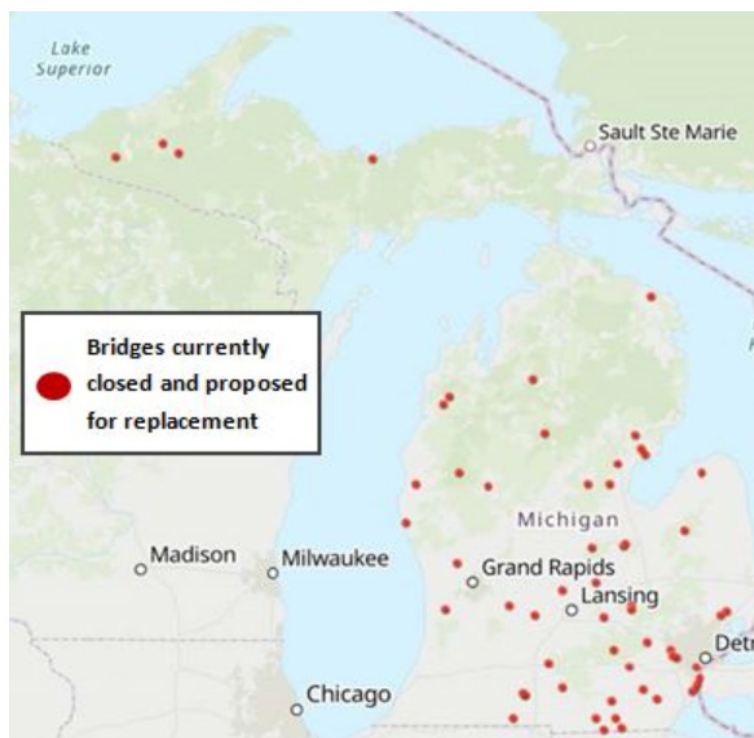 Lake
Superior
Sault Ste Marie
Bridges currently
closed and proposed
for replacement
Michigan
Madison
Milwaukee
Grand Rapids
Lansing
Detr
Chicago